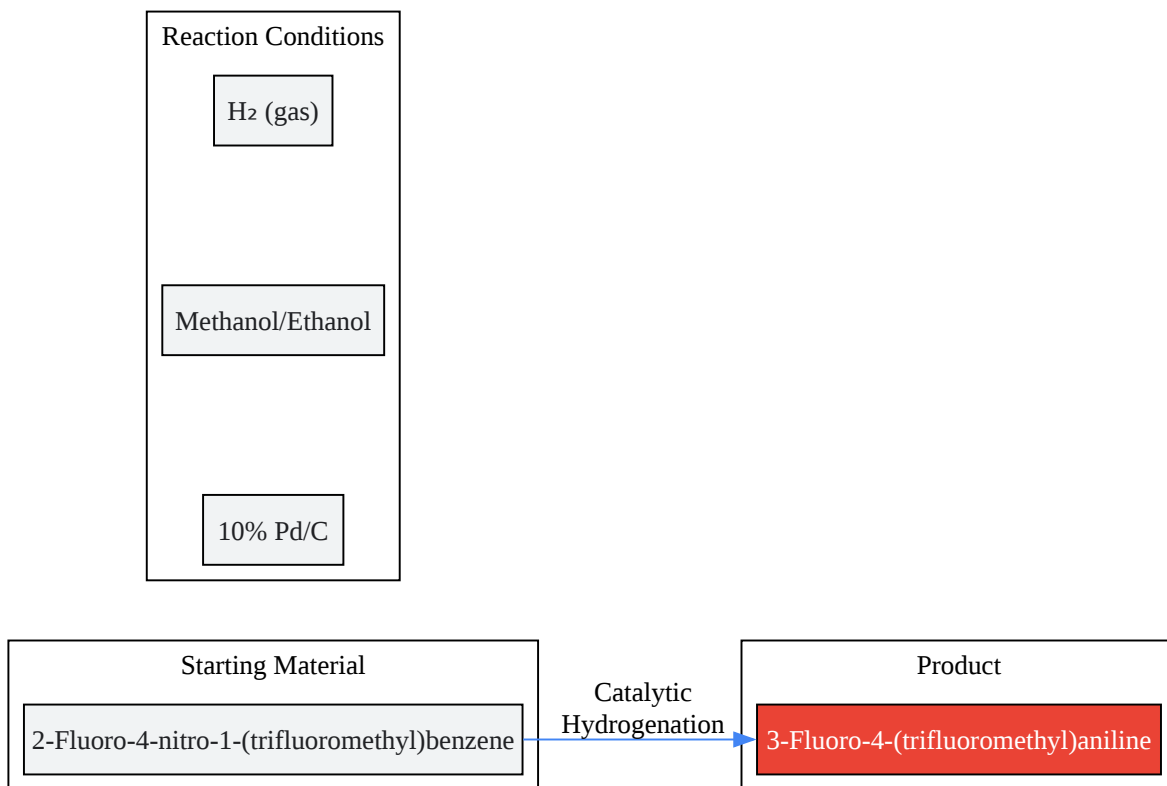 Reaction Conditions
H₂ (gas)
Methanol/Ethanol
10% Pd/C
Starting Material
2-Fluoro-4-nitro-1-(trifluoromethyl)benzene
Catalytic
Hydrogenation
Product
3-Fluoro-4-(trifluoromethyl)aniline